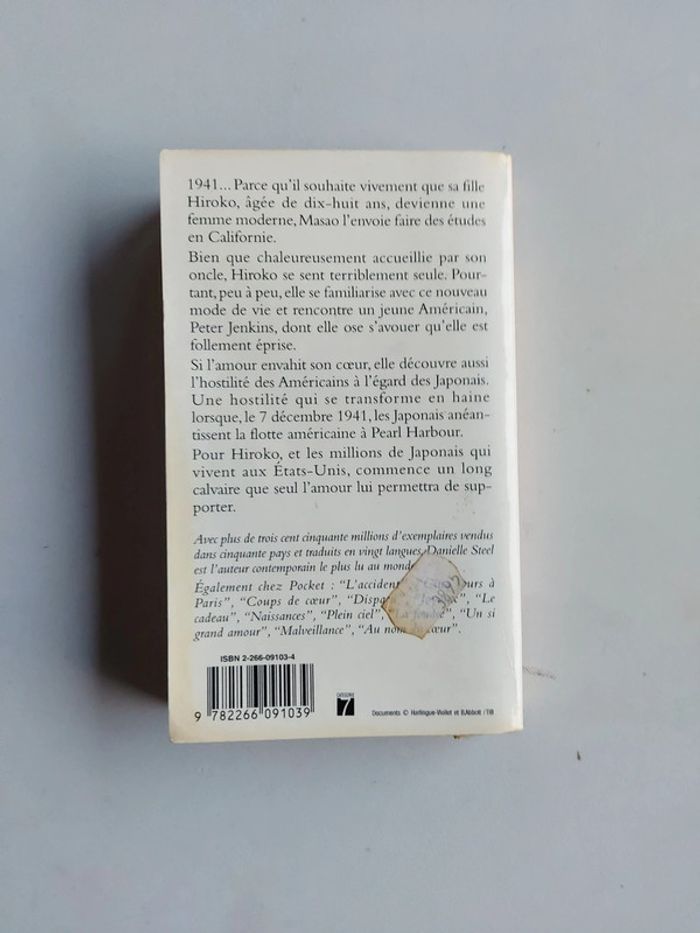 1941... Parce qu'il souhaite vivement que sa fille
Hiroko, âgée de dix-huit ans, devienne une
femme moderne, Masao l'envoie faire des études
en Californie.
Bien que chaleureusement accueillie par son
oncle, Hiroko se sent terriblement seule. Pour-
tant, peu à peu, elle se familiarise avec ce nouveau
mode de vie et rencontre un jeune Américain,
Peter Jenkins, dont elle ose s'avouer qu'elle est
follement éprise.
Si l'amour envahit son cœur, elle découvre aussi
l'hostilité des Américains à l'égard des Japonais.
Une hostilité qui se transforme en haine
lorsque, le 7 décembre 1941, les Japonais anéan-
tissent la flotte américaine à Pearl Harbour.
Pour Hiroko, et les millions de Japonais qui
vivent aux États-Unis, commence un long
calvaire que seul l'amour lui permettra de sup-
porter.
Avec plus de trois cent cinquante millions d'exemplaires vendus
dans cinquante pays et traduits en vingt langues, Danielle Steel
est l'auteur contemporain le plus lu au monde
Également chez Pocket : "L'accident jours à
Paris", "Coups de cœur", "Le
cadeau", "Naissances", "Plein ciel", "Un si
grand amour", "Malveillance", "Au nom du cœur".
ISBN 2-266-09103-4
9 782266 091039
CATÉGORIE
7
Documents © Harlingue-Viollet et B.Abbott / TIB